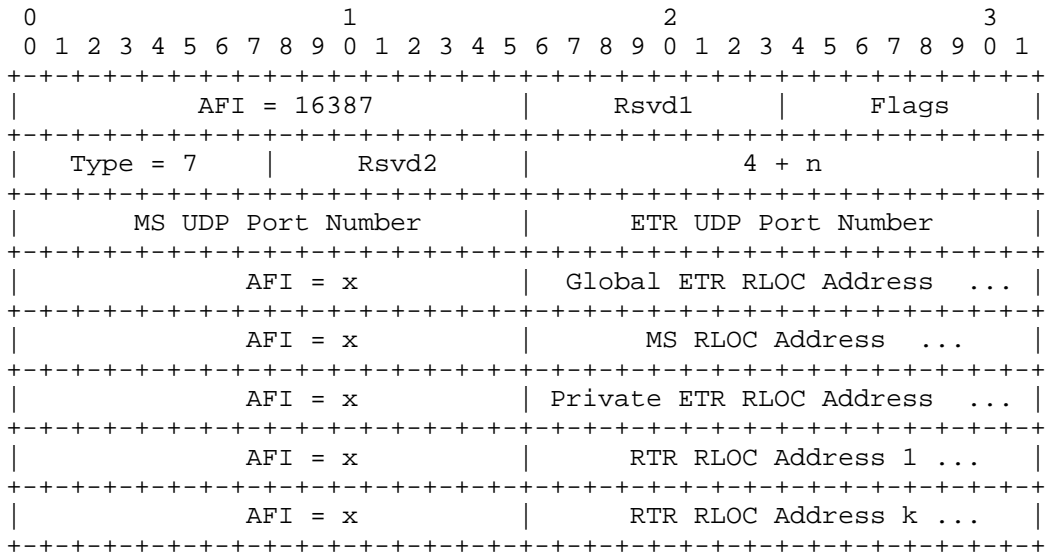 0                   1                   2                   3
 0 1 2 3 4 5 6 7 8 9 0 1 2 3 4 5 6 7 8 9 0 1 2 3 4 5 6 7 8 9 0 1
+-+-+-+-+-+-+-+-+-+-+-+-+-+-+-+-+-+-+-+-+-+-+-+-+-+-+-+-+-+-+-+-+
|           AFI = 16387         |     Rsvd1     |     Flags     |
+-+-+-+-+-+-+-+-+-+-+-+-+-+-+-+-+-+-+-+-+-+-+-+-+-+-+-+-+-+-+-+-+
|   Type = 7    |     Rsvd2     |             4 + n             |
+-+-+-+-+-+-+-+-+-+-+-+-+-+-+-+-+-+-+-+-+-+-+-+-+-+-+-+-+-+-+-+-+
|       MS UDP Port Number      |      ETR UDP Port Number      |
+-+-+-+-+-+-+-+-+-+-+-+-+-+-+-+-+-+-+-+-+-+-+-+-+-+-+-+-+-+-+-+-+
|              AFI = x          |  Global ETR RLOC Address  ... |
+-+-+-+-+-+-+-+-+-+-+-+-+-+-+-+-+-+-+-+-+-+-+-+-+-+-+-+-+-+-+-+-+
|              AFI = x          |       MS RLOC Address  ...    |
+-+-+-+-+-+-+-+-+-+-+-+-+-+-+-+-+-+-+-+-+-+-+-+-+-+-+-+-+-+-+-+-+
|              AFI = x          | Private ETR RLOC Address  ... |
+-+-+-+-+-+-+-+-+-+-+-+-+-+-+-+-+-+-+-+-+-+-+-+-+-+-+-+-+-+-+-+-+
|              AFI = x          |      RTR RLOC Address 1 ...   |
+-+-+-+-+-+-+-+-+-+-+-+-+-+-+-+-+-+-+-+-+-+-+-+-+-+-+-+-+-+-+-+-+
|              AFI = x          |      RTR RLOC Address k ...   |
+-+-+-+-+-+-+-+-+-+-+-+-+-+-+-+-+-+-+-+-+-+-+-+-+-+-+-+-+-+-+-+-+